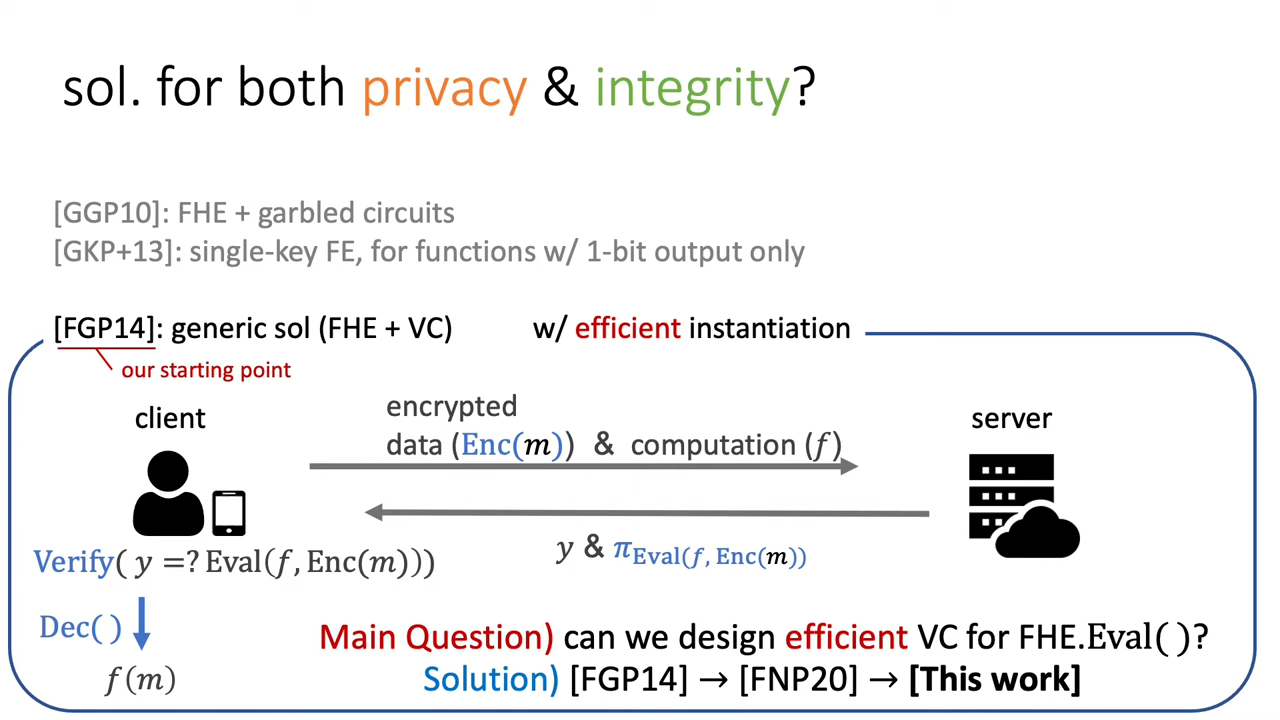 sol. for both privacy & integrity?
[GGP10]: FHE + garbled circuits
[GKP+13]: single-key FE, for functions w/ 1-bit output only
[FGP14]: generic sol (FHE + VC) w/ efficient instantiation
our starting point
client
encrypted
data (Enc(m)) & computation (f)
server
y & π Eval(f, Enc(m))
Verify( y =? Eval(f, Enc(m)))
Dec( )
f(m)
Main Question) can we design efficient VC for FHE.Eval( )?
Solution) [FGP14] → [FNP20] → [This work]